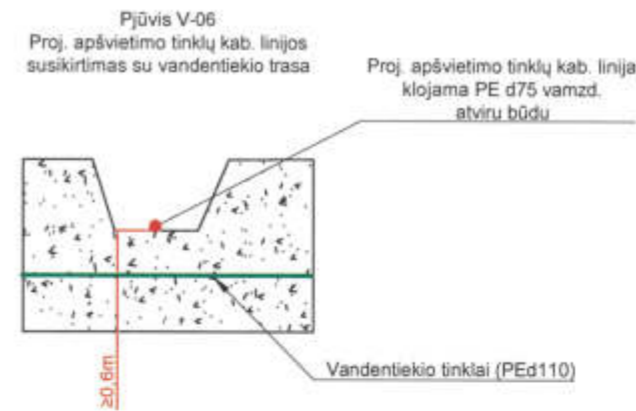 Pjūvis V-06
Proj. apšvietimo tinklų kab. linijos
susikirtimas su vandentiekio trasa
Proj. apšvietimo tinklų kab. linija
klojama PE d75 vamzd.
atviru būdu
≥0,6m
Vandentiekio tinklai (PEd110)